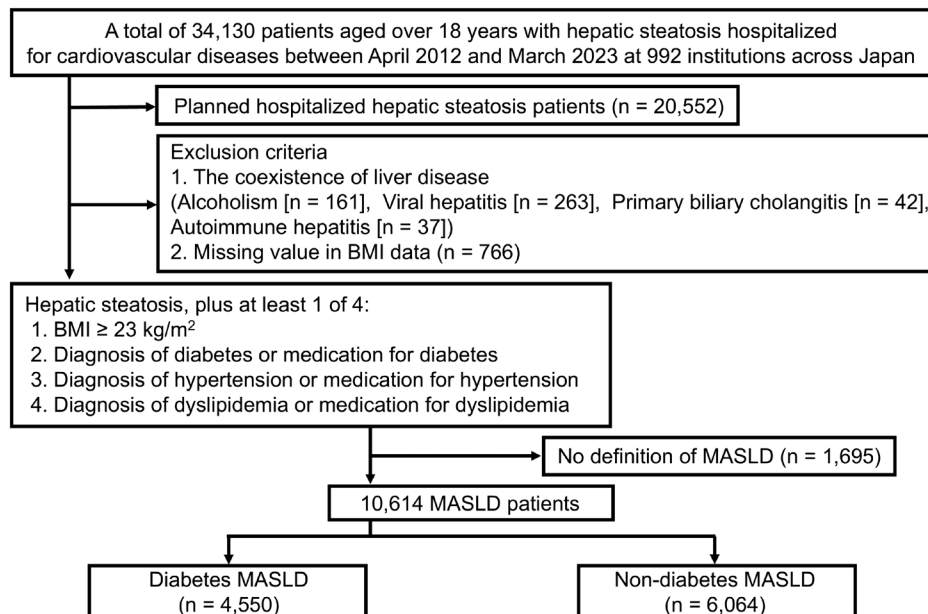 A total of 34,130 patients aged over 18 years with hepatic steatosis hospitalized
for cardiovascular diseases between April 2012 and March 2023 at 992 institutions across Japan
Planned hospitalized hepatic steatosis patients (n = 20,552)
Exclusion criteria
1. The coexistence of liver disease
(Alcoholism [n = 161], Viral hepatitis [n = 263], Primary biliary cholangitis [n = 42],
Autoimmune hepatitis [n = 37])
2. Missing value in BMI data (n = 766)
Hepatic steatosis, plus at least 1 of 4:
1. BMI ≥ 23 kg/m²
2. Diagnosis of diabetes or medication for diabetes
3. Diagnosis of hypertension or medication for hypertension
4. Diagnosis of dyslipidemia or medication for dyslipidemia
No definition of MASLD (n = 1,695)
10,614 MASLD patients
Diabetes MASLD
(n = 4,550)
Non-diabetes MASLD
(n = 6,064)